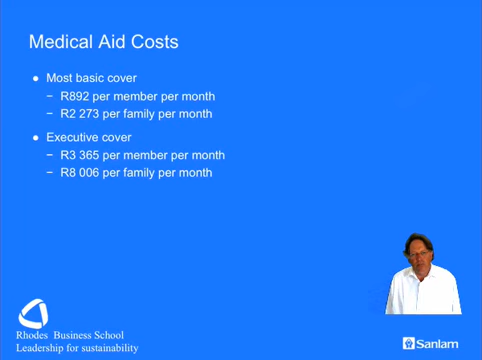 Medical Aid Costs
● Most basic cover
− R892 per member per month
− R2 273 per family per month
● Executive cover
− R3 365 per member per month
− R8 006 per family per month
Rhodes Business School
Leadership for sustainability
Sanlam